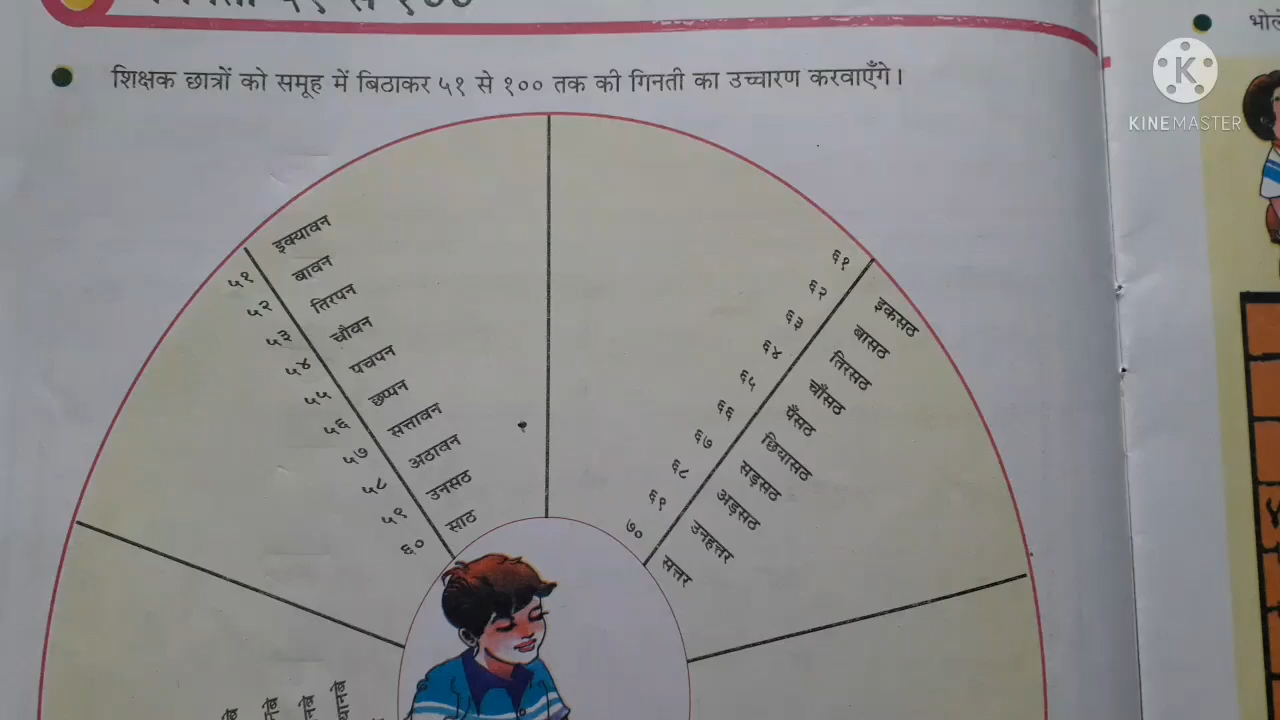 ५१ से १००
शिक्षक छात्रों को समूह में बिठाकर ५१ से १०० तक की गिनती का उच्चारण करवाएँगे।
KINEMASTER
५१ इक्यावन
५२ बावन
५३ तिरपन
५४ चौवन
५५ पचपन
५६ छप्पन
५७ सत्तावन
५८ अठावन
५९ उनसठ
६० साठ
६१ इकसठ
६२ बासठ
६३ तिरसठ
६४ चौंसठ
६५ पैंसठ
६६ छियासठ
६७ सड़सठ
६८ अड़सठ
६९ उनहत्तर
७० सत्तर